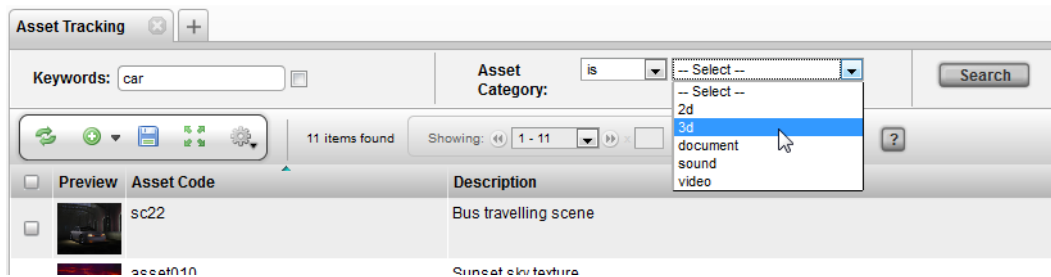 Asset Tracking
Keywords: car
Asset Category: is -- Select --
Search
-- Select --
2d
3d
document
sound
video
11 items found Showing: 1 - 11 × ?
Preview Asset Code Description
sc22 Bus travelling scene
asset010 Sunset sky texture